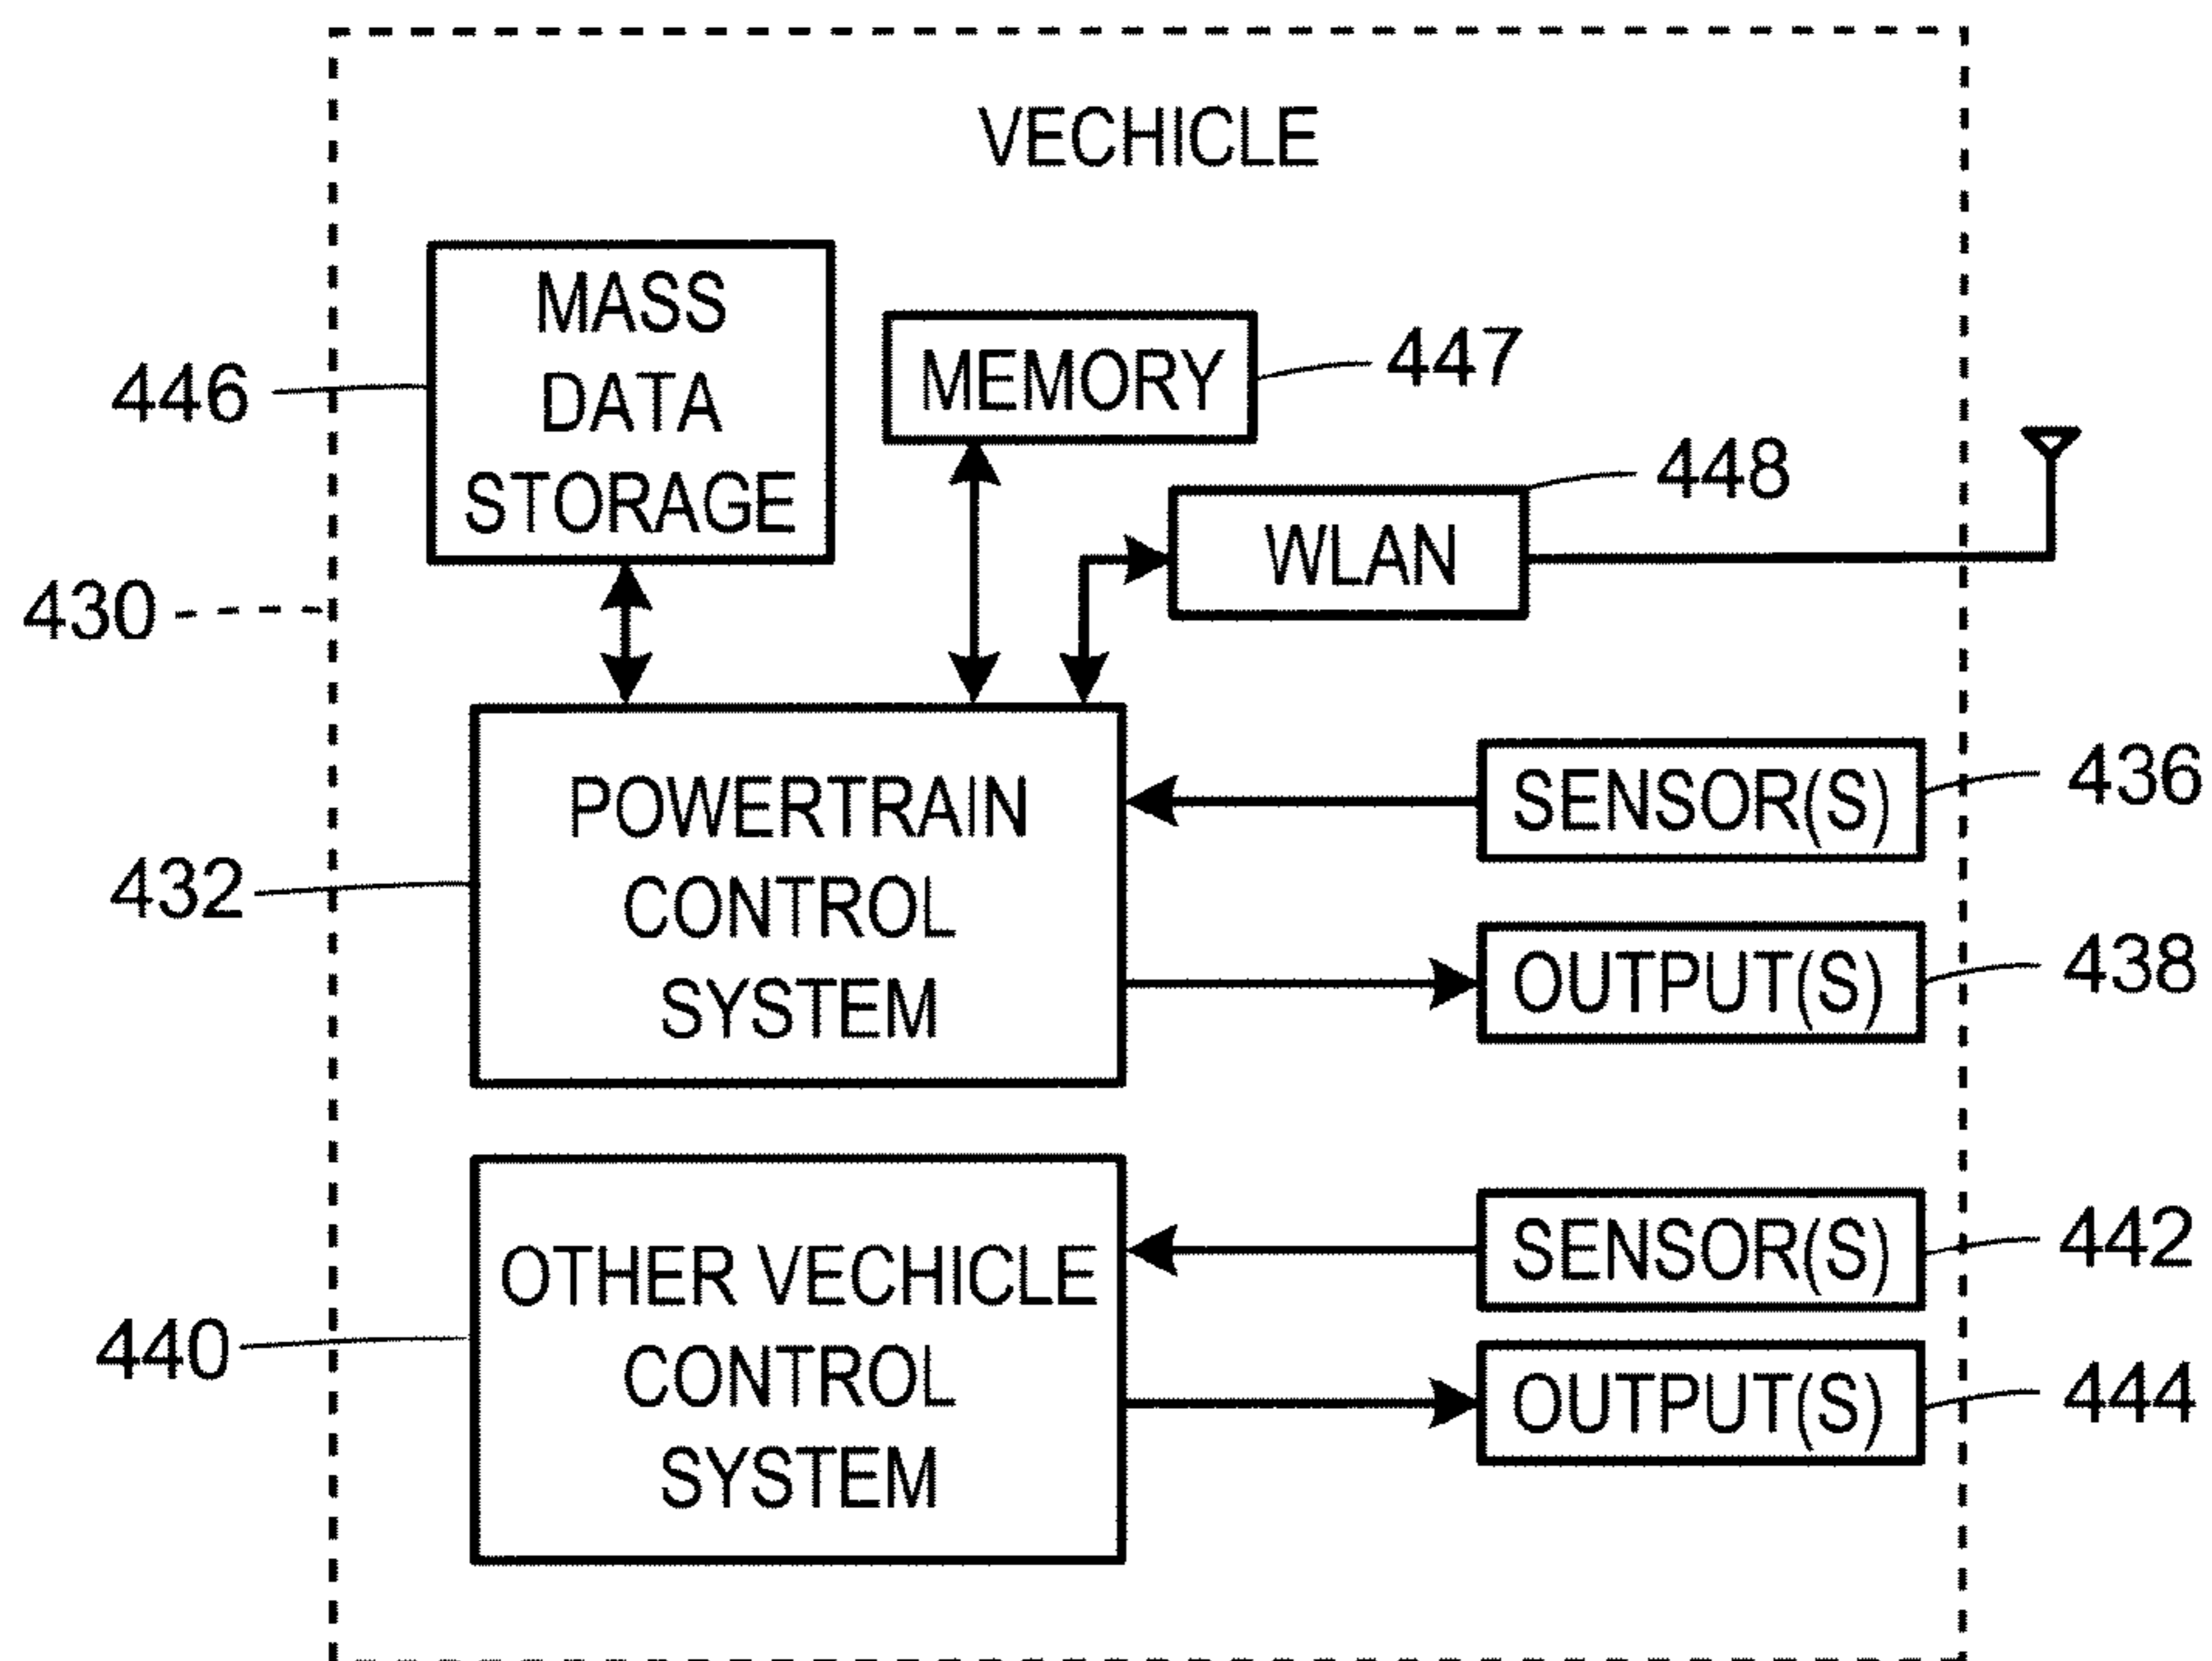 VECHICLE
MASS
DATA
STORAGE
446
MEMORY
447
WLAN
448
430
POWERTRAIN
CONTROL
SYSTEM
432
SENSOR(S)
436
OUTPUT(S)
438
OTHER VECHICLE
CONTROL
SYSTEM
440
SENSOR(S)
442
OUTPUT(S)
444